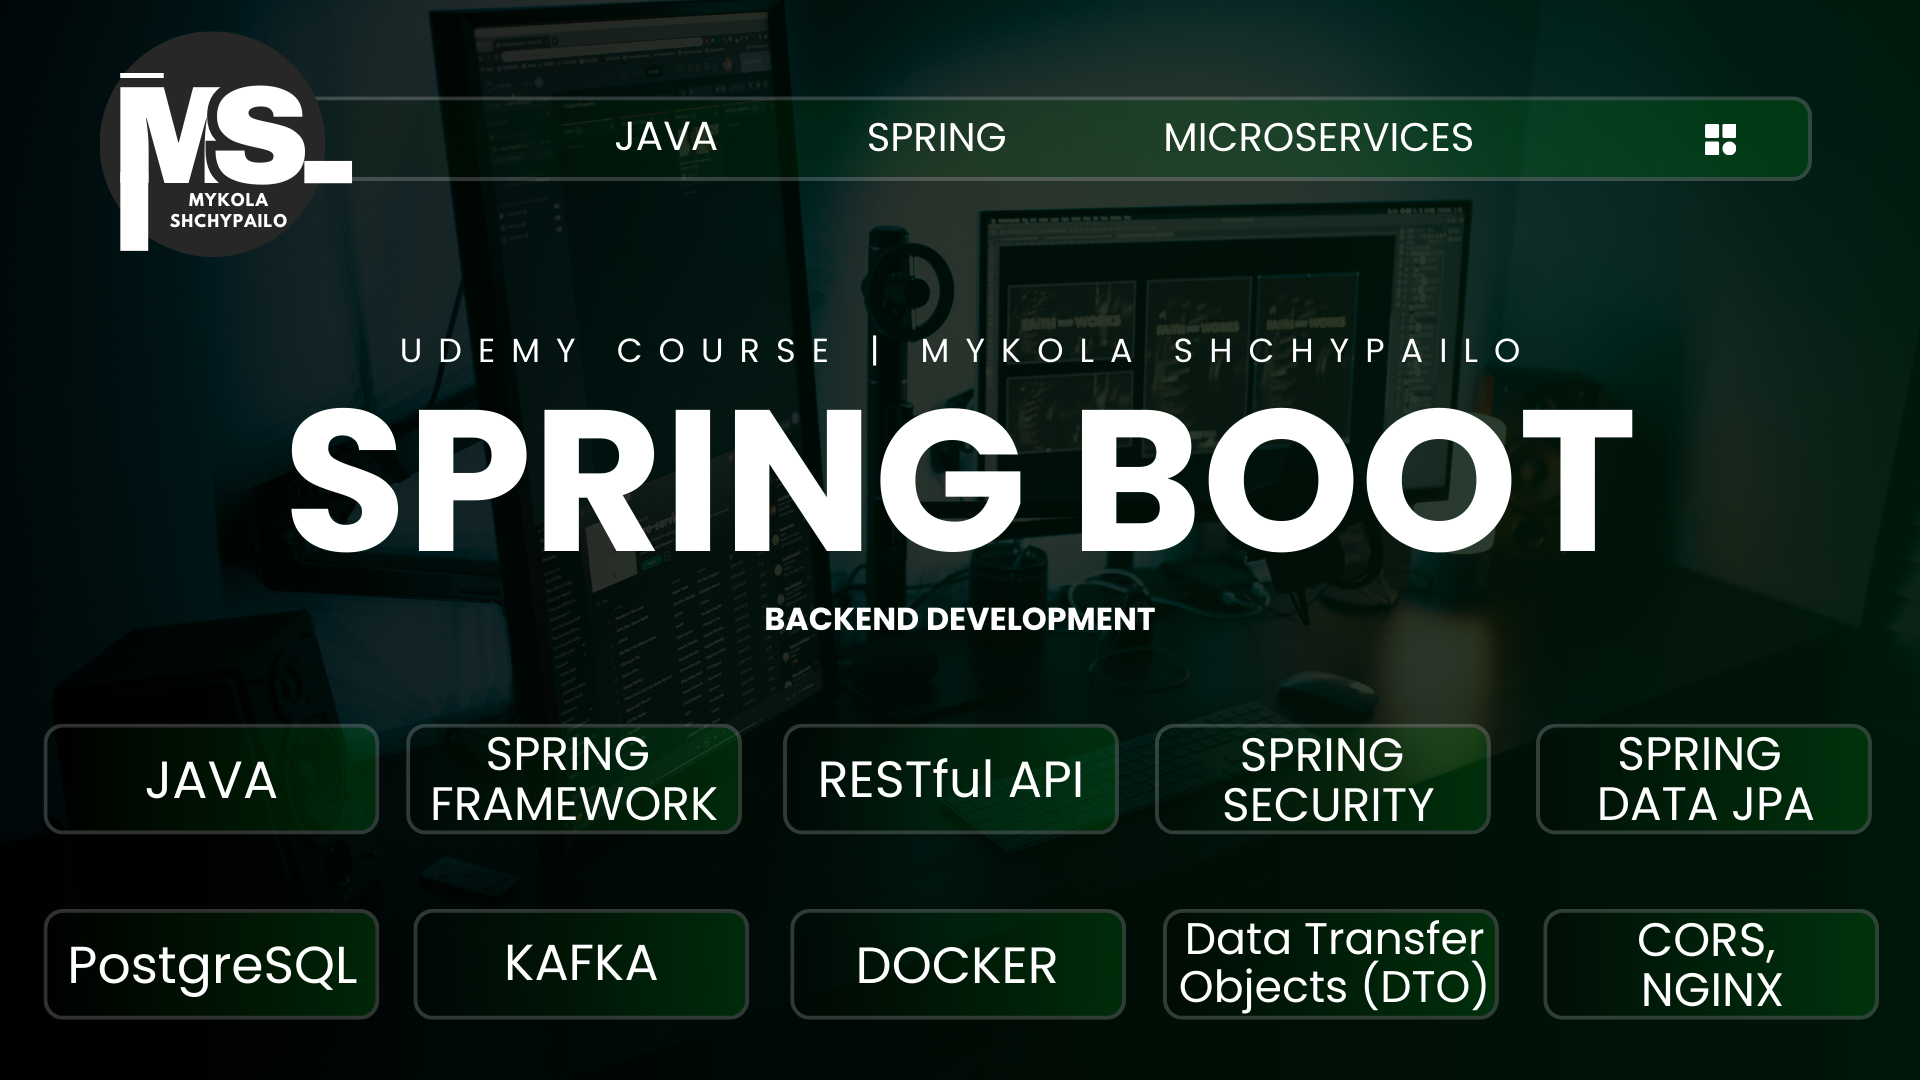 MS
MYKOLA
SHCHYPAILO
JAVA SPRING MICROSERVICES
UDEMY COURSE | MYKOLA SHCHYPAILO
SPRING BOOT
BACKEND DEVELOPMENT
JAVA
SPRING
FRAMEWORK
RESTful API
SPRING
SECURITY
SPRING
DATA JPA
PostgreSQL
KAFKA
DOCKER
Data Transfer
Objects (DTO)
CORS,
NGINX